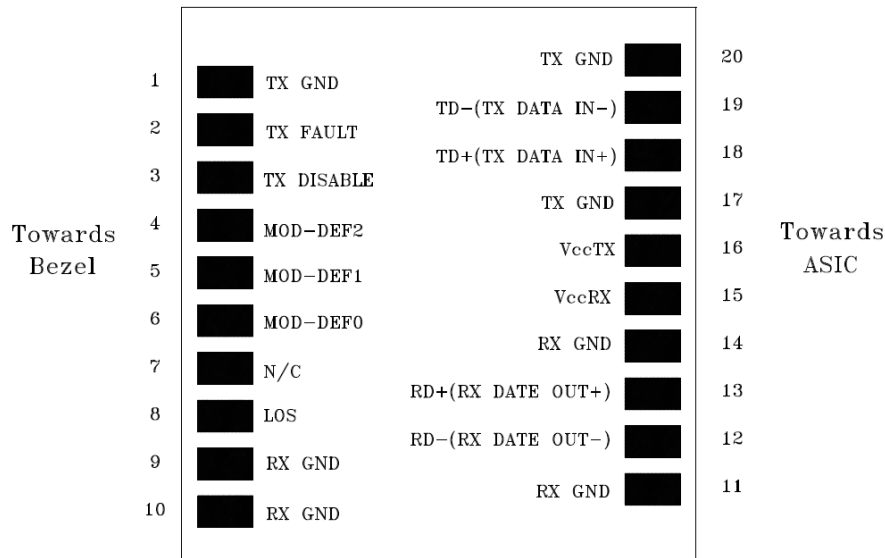 1 TX GND
2 TX FAULT
3 TX DISABLE
4 MOD-DEF2
5 MOD-DEF1
6 MOD-DEF0
7 N/C
8 LOS
9 RX GND
10 RX GND
Towards
Bezel
TX GND 20
TD-(TX DATA IN-) 19
TD+(TX DATA IN+) 18
TX GND 17
VccTX 16
VccRX 15
RX GND 14
RD+(RX DATE OUT+) 13
RD-(RX DATE OUT-) 12
RX GND 11
Towards
ASIC